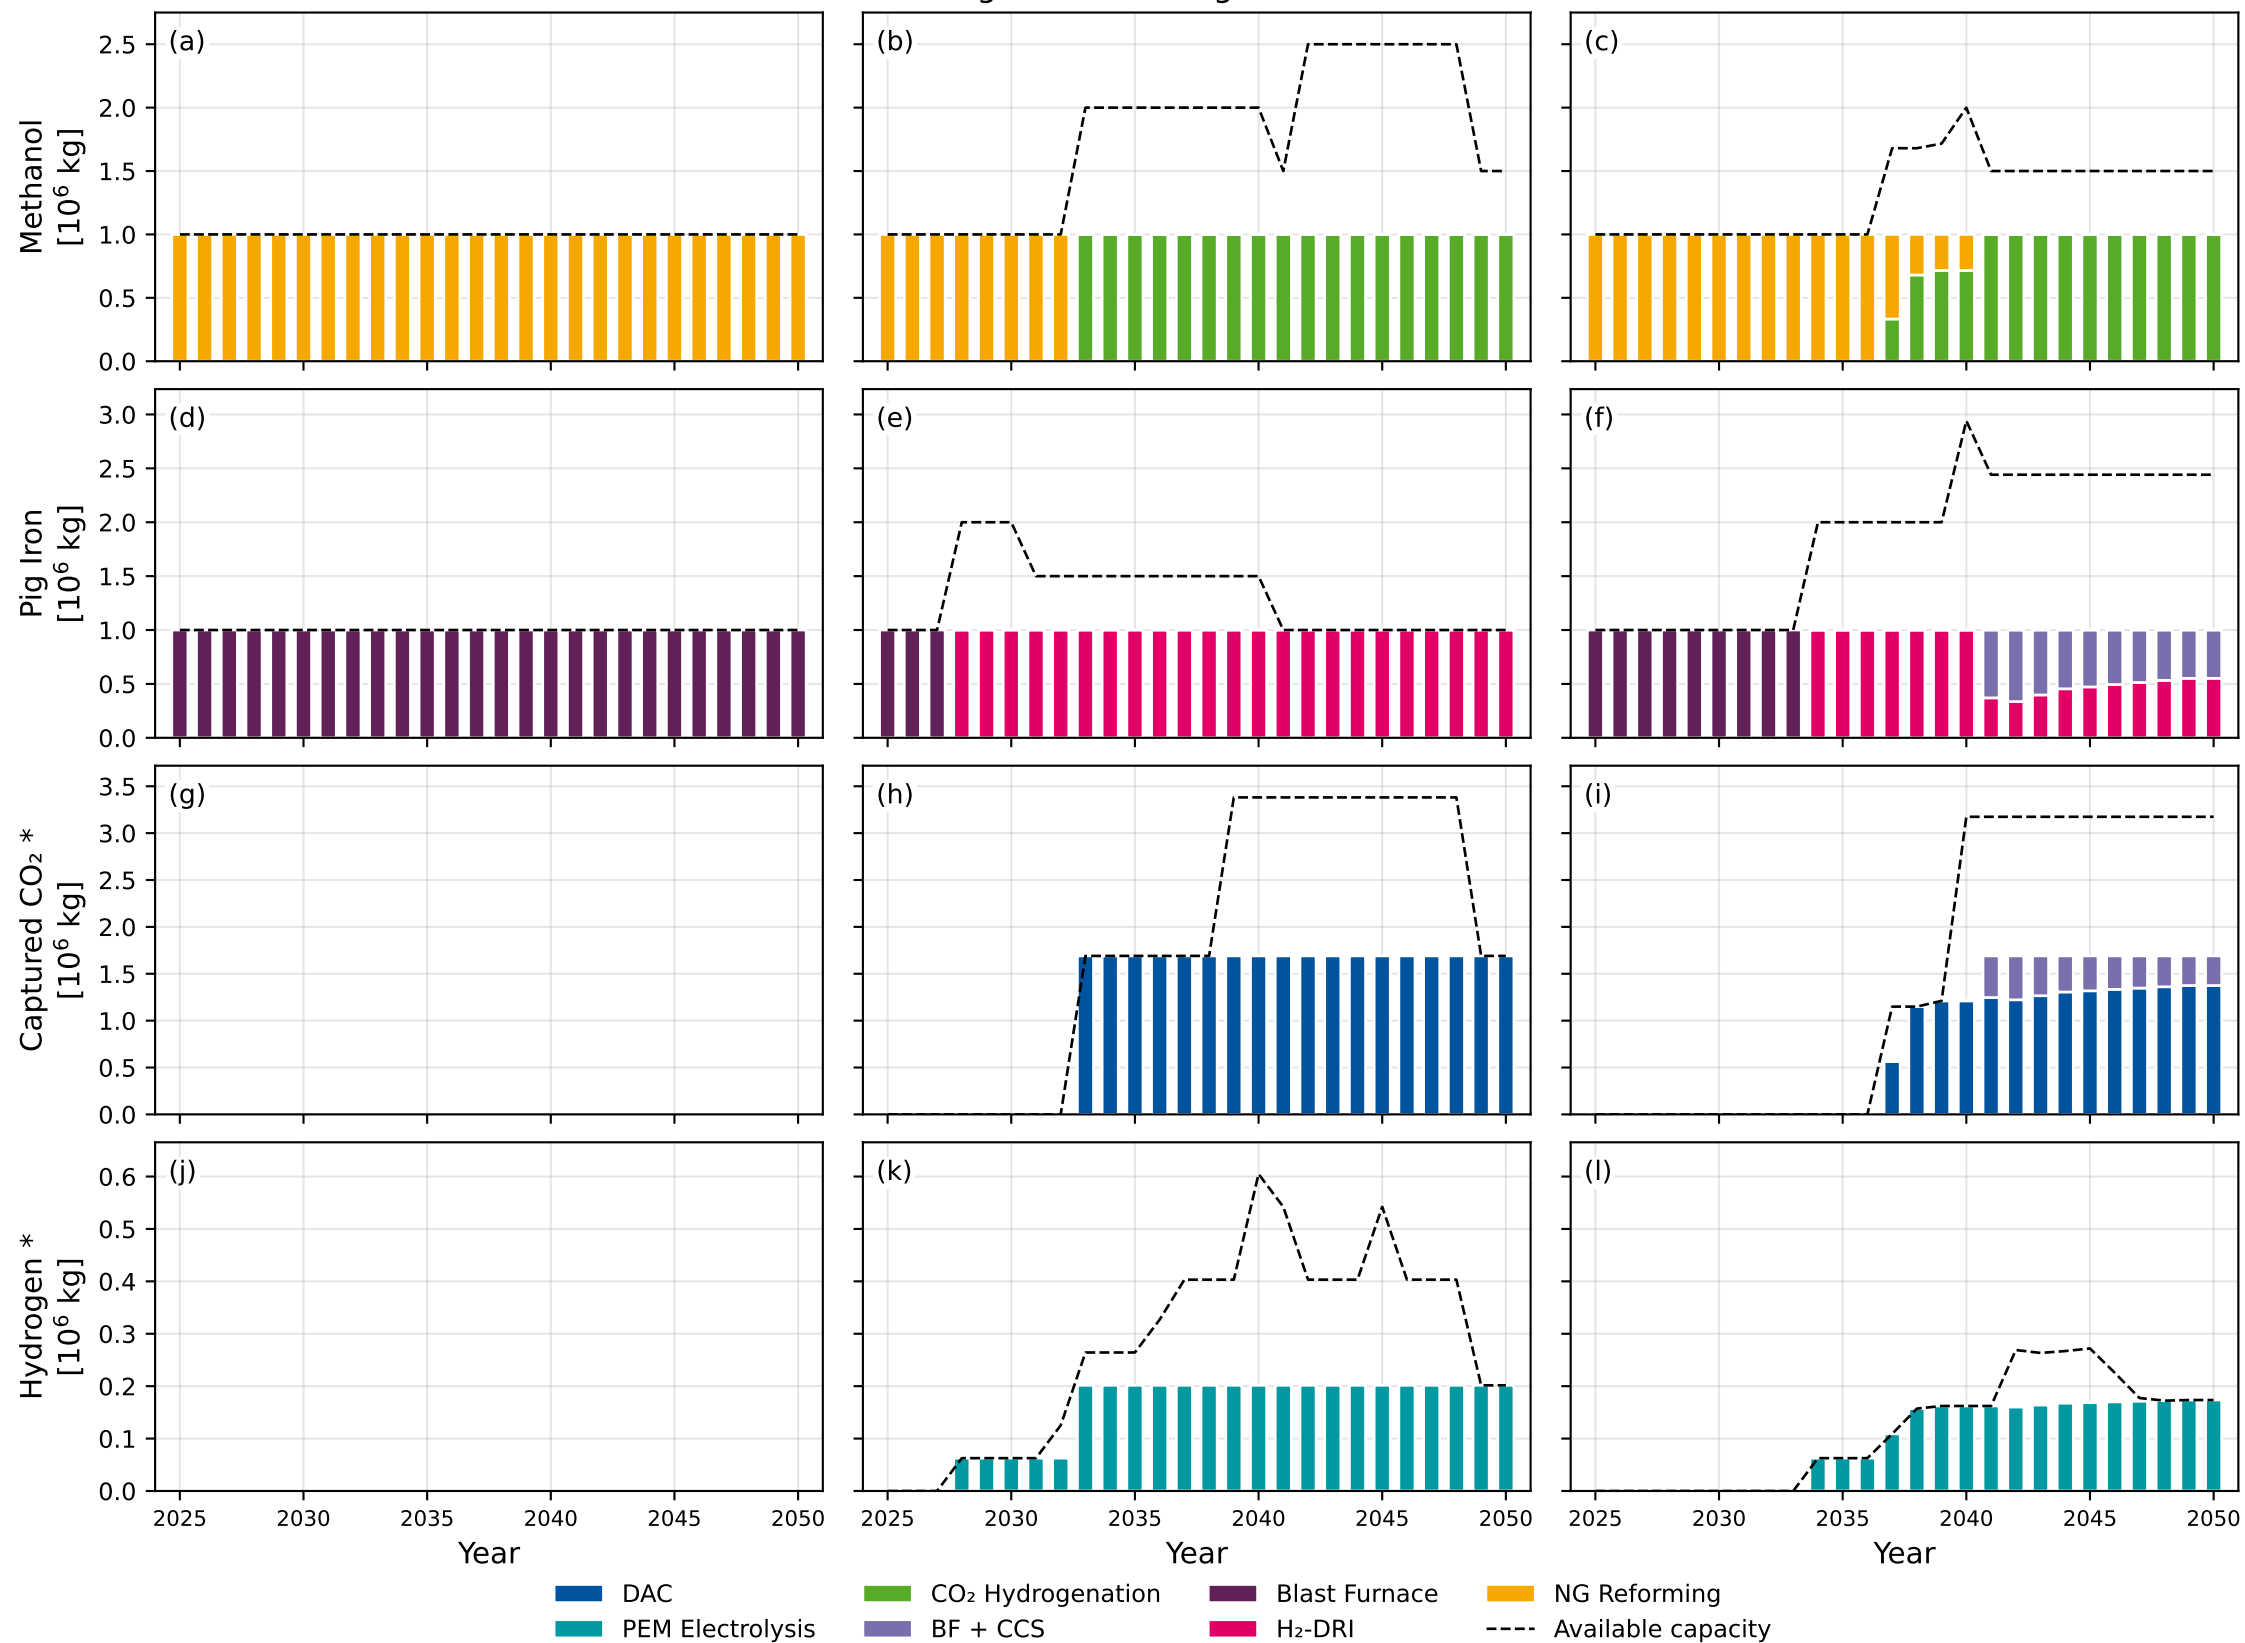 (a)
(b)
(c)
2.5
2.0
1.5
1.0
0.5
0.0
Methanol
[10⁶ kg]
(d)
(e)
(f)
3.0
2.5
2.0
1.5
1.0
0.5
0.0
Pig Iron
[10⁶ kg]
(g)
(h)
(i)
3.5
3.0
2.5
2.0
1.5
1.0
0.5
0.0
Captured CO₂ *
[10⁶ kg]
(j)
(k)
(l)
0.6
0.5
0.4
0.3
0.2
0.1
0.0
Hydrogen *
[10⁶ kg]
2025 2030 2035 2040 2045 2050
2025 2030 2035 2040 2045 2050
2025 2030 2035 2040 2045 2050
Year
Year
Year
DAC
CO₂ Hydrogenation
Blast Furnace
NG Reforming
PEM Electrolysis
BF + CCS
H₂-DRI
Available capacity